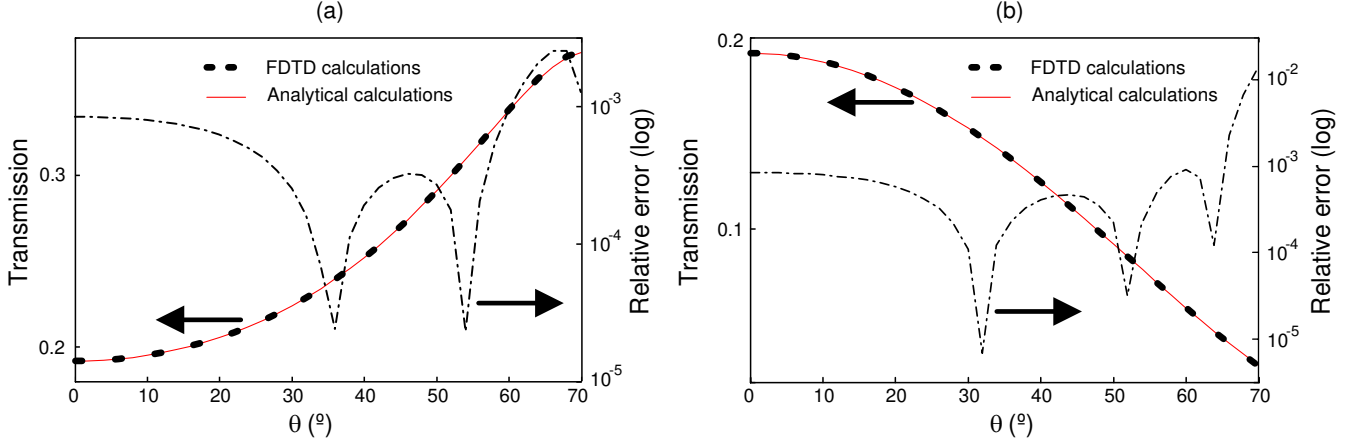 (a)
FDTD calculations
Analytical calculations
Transmission
0.3
0.2
Relative error (log)
10⁻³
10⁻⁴
10⁻⁵
0 10 20 30 40 50 60 70
θ (º)
(b)
FDTD calculations
Analytical calculations
Transmission
0.2
0.1
Relative error (log)
10⁻²
10⁻³
10⁻⁴
10⁻⁵
0 10 20 30 40 50 60 70
θ (º)